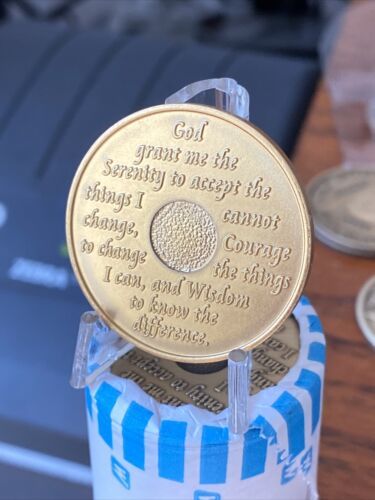 God
grant me the
Serenity to accept the
things I cannot
change, Courage
to change the things
I can, and Wisdom
to know the
difference.
ZEBRA